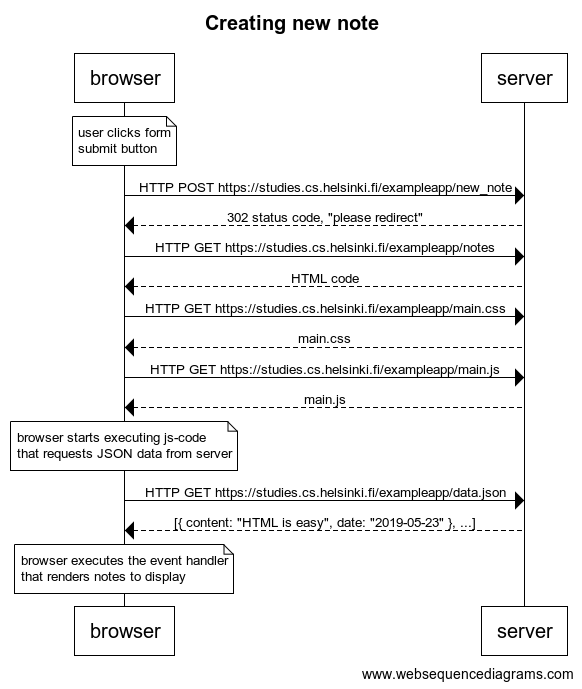 Creating new note
browser
server
user clicks form
submit button
HTTP POST https://studies.cs.helsinki.fi/exampleapp/new_note
302 status code, "please redirect"
HTTP GET https://studies.cs.helsinki.fi/exampleapp/notes
HTML code
HTTP GET https://studies.cs.helsinki.fi/exampleapp/main.css
main.css
HTTP GET https://studies.cs.helsinki.fi/exampleapp/main.js
main.js
browser starts executing js-code
that requests JSON data from server
HTTP GET https://studies.cs.helsinki.fi/exampleapp/data.json
[{ content: "HTML is easy", date: "2019-05-23" }, ...]
browser executes the event handler
that renders notes to display
browser
server
www.websequencediagrams.com